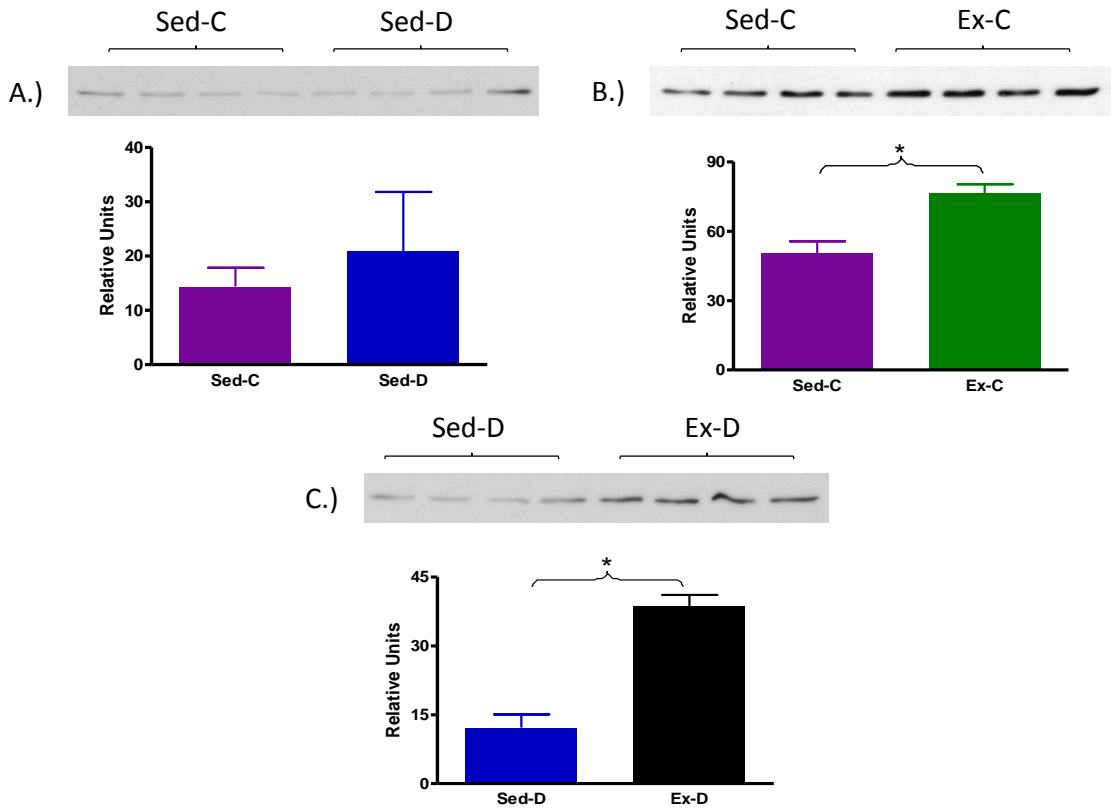 Sed-C Sed-D
A.)
40
30
20
10
0
Relative Units
Sed-C Sed-D
Sed-C Ex-C
B.)
*
90
60
30
0
Relative Units
Sed-C Ex-C
Sed-D Ex-D
C.)
*
45
30
15
0
Relative Units
Sed-D Ex-D